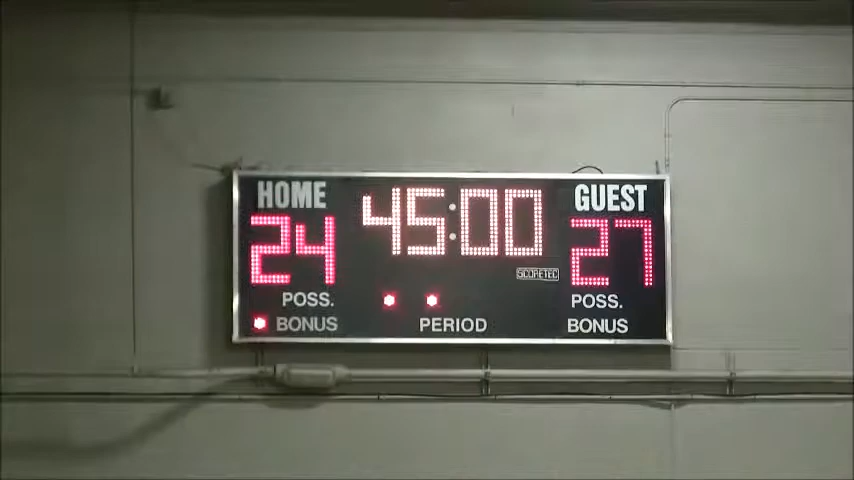 HOME 45:00 GUEST
24 27
SCORETEC
POSS. POSS.
BONUS PERIOD BONUS